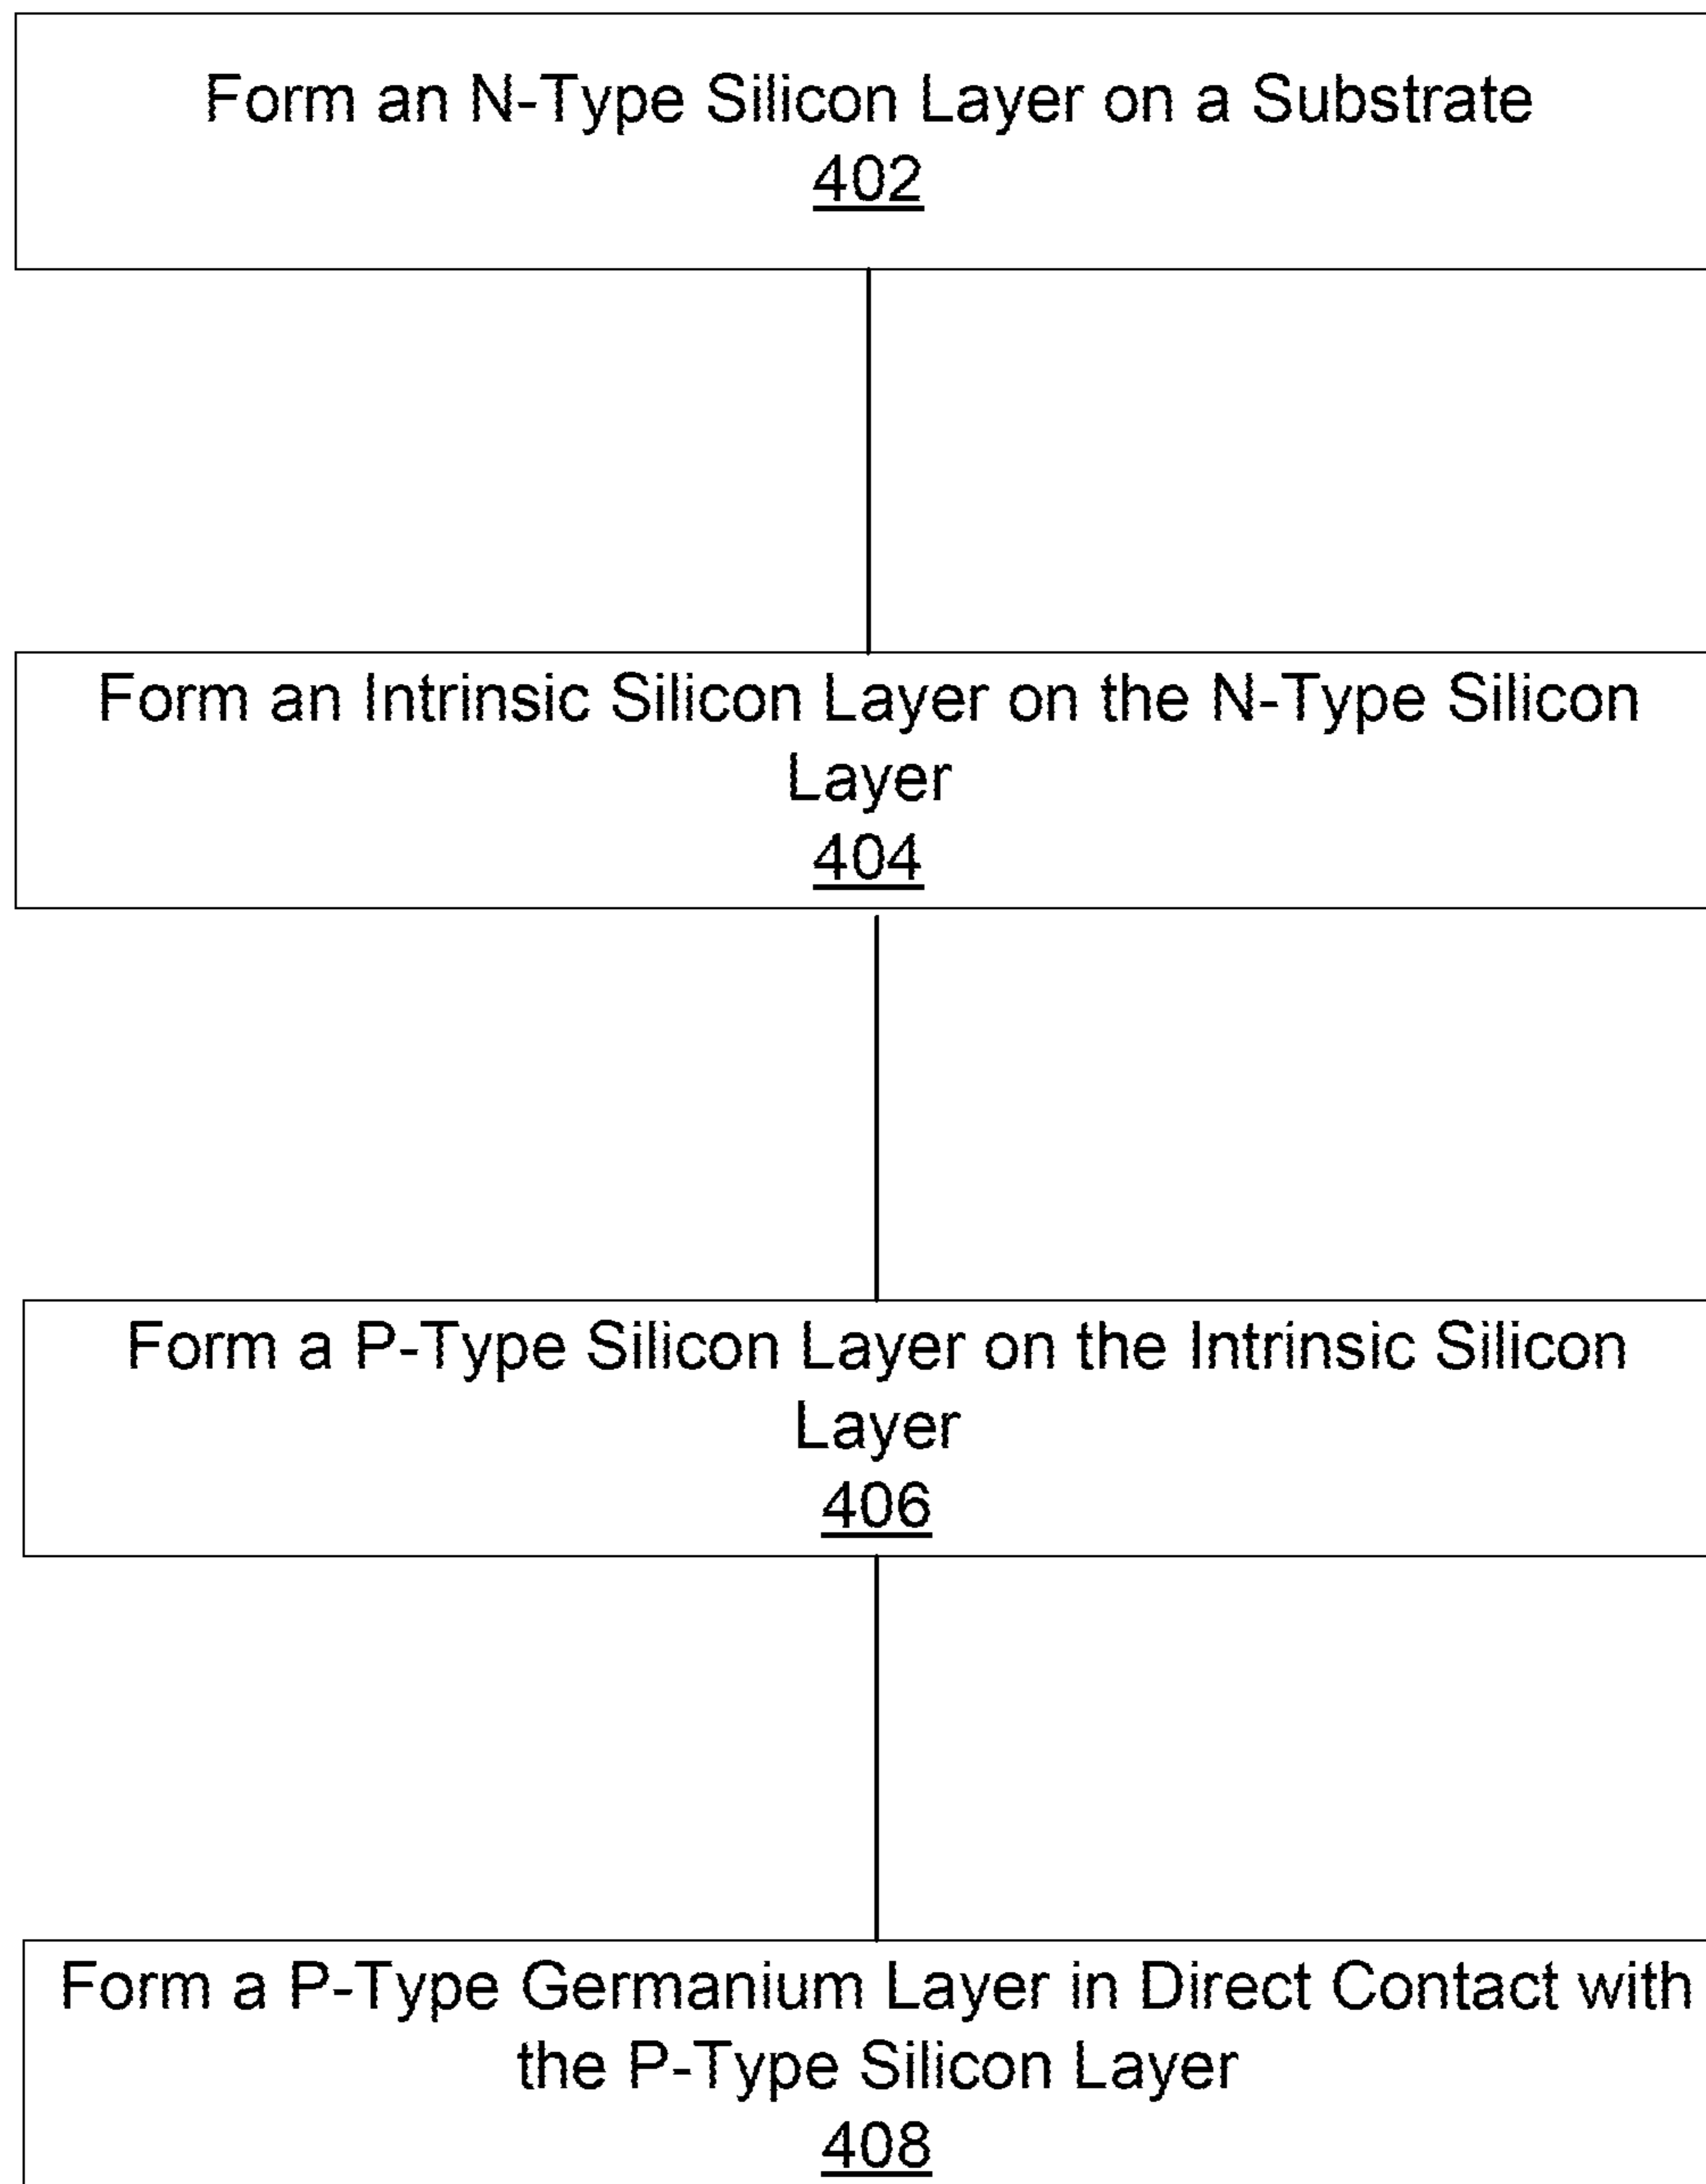 Form an N-Type Silicon Layer on a Substrate
402
Form an Intrinsic Silicon Layer on the N-Type Silicon
Layer
404
Form a P-Type Silicon Layer on the Intrinsic Silicon
Layer
406
Form a P-Type Germanium Layer in Direct Contact with
the P-Type Silicon Layer
408